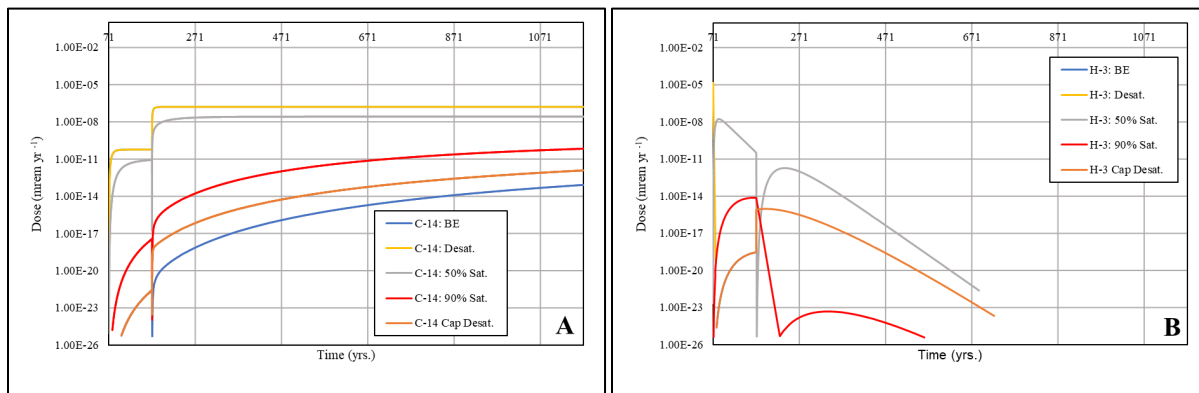 71 271 471 671 871 1071
1.00E-02
1.00E-05
1.00E-08
1.00E-11
1.00E-14
1.00E-17
1.00E-20
1.00E-23
1.00E-26
Dose (mrem yr -1)
Time (yrs.)
C-14: BE
C-14: Desat.
C-14: 50% Sat.
C-14: 90% Sat.
C-14 Cap Desat.
A
71 271 471 671 871 1071
1.00E-02
1.00E-05
1.00E-08
1.00E-11
1.00E-14
1.00E-17
1.00E-20
1.00E-23
1.00E-26
Dose (mrem yr -1)
Time (yrs.)
H-3: BE
H-3: Desat.
H-3: 50% Sat.
H-3: 90% Sat.
H-3 Cap Desat.
B